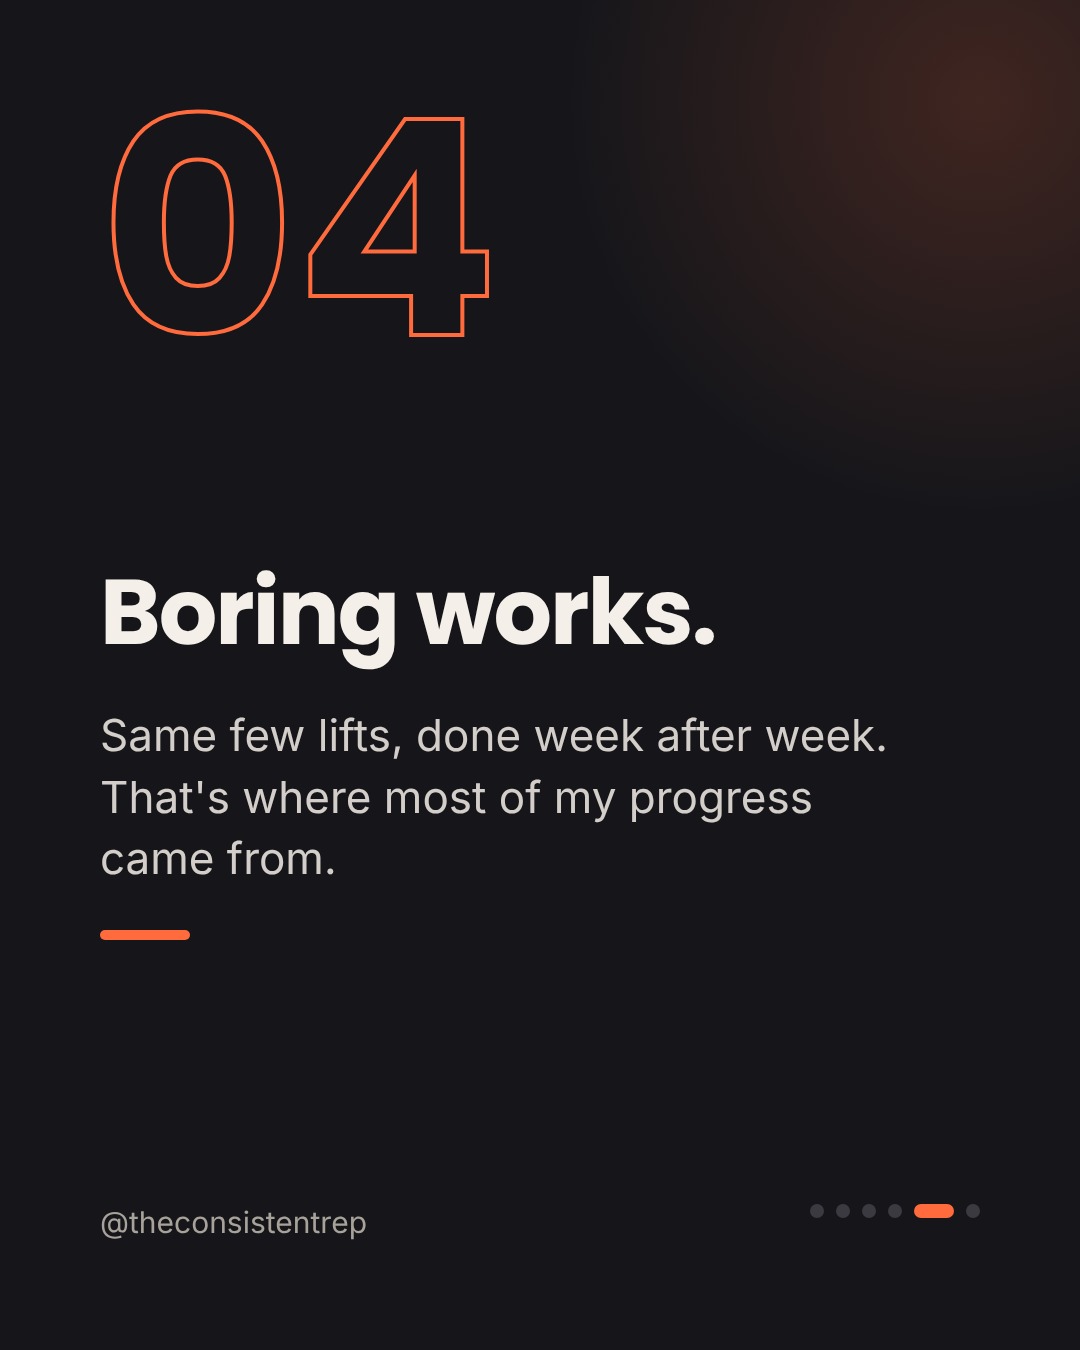 04
Boring works.
Same few lifts, done week after week.
That's where most of my progress
came from.
@theconsistentrep